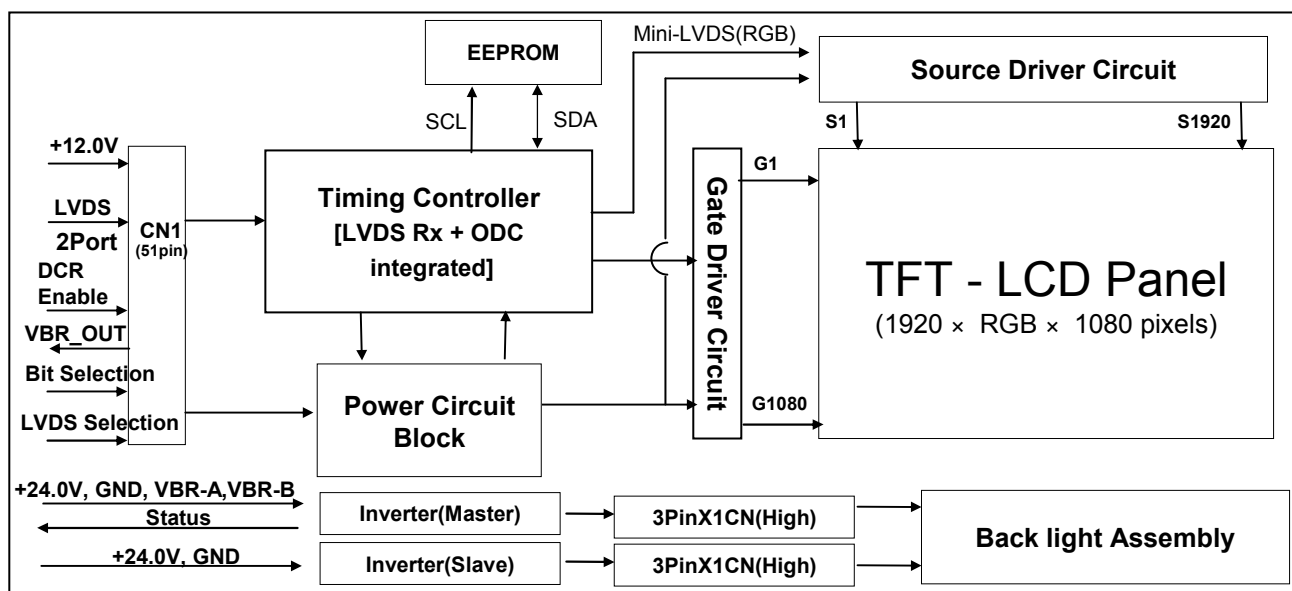 Mini-LVDS(RGB)
EEPROM
Source Driver Circuit
SCL
SDA
S1
S1920
+12.0V
LVDS
2Port
DCR
Enable
VBR_OUT
Bit Selection
LVDS Selection
CN1
(51pin)
Timing Controller
[LVDS Rx + ODC
integrated]
Power Circuit
Block
Gate Driver Circuit
G1
G1080
TFT - LCD Panel
(1920 × RGB × 1080 pixels)
+24.0V, GND, VBR-A,VBR-B
Status
+24.0V, GND
Inverter(Master)
3PinX1CN(High)
Inverter(Slave)
3PinX1CN(High)
Back light Assembly